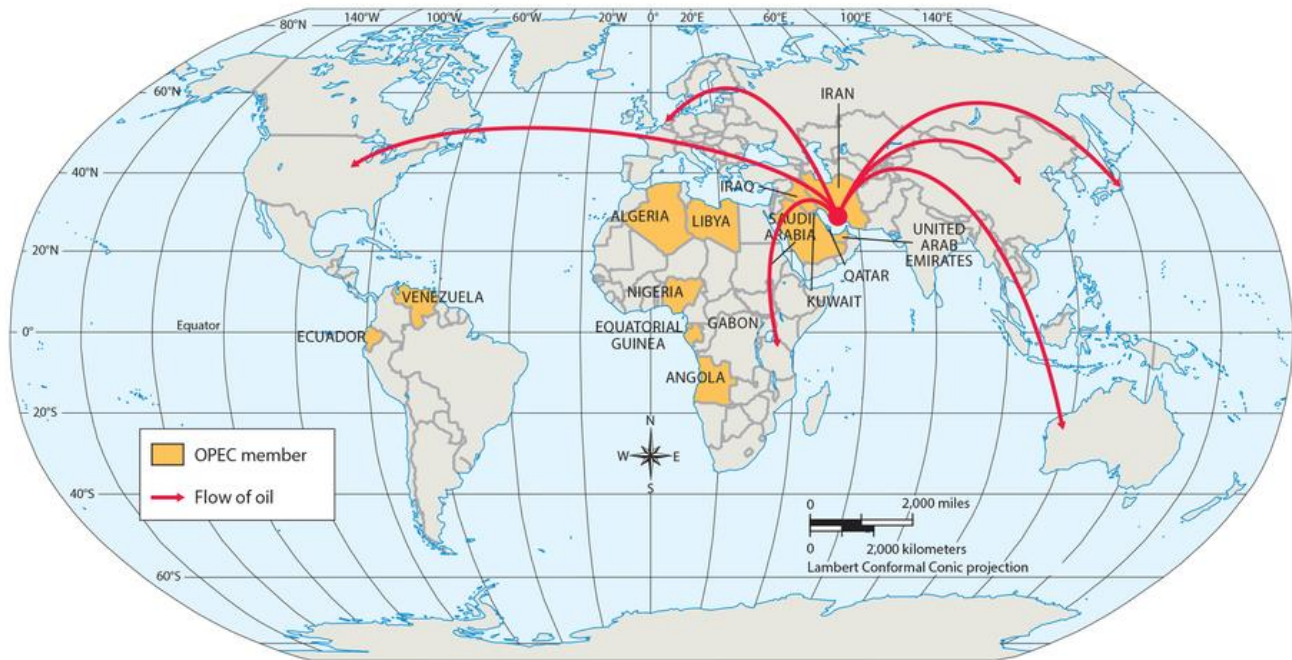 140°W 100°W 60°W 20°W 0° 20°E 60°E 100°E 140°E
80°N
60°N
IRAN
40°N
IRAQ
ALGERIA
LIBYA
SAUDI
ARABIA
UNITED
ARAB
EMIRATES
20°N
QATAR
NIGERIA
KUWAIT
VENEZUELA
0°
Equator
ECUADOR
EQUATORIAL
GUINEA
GABON
ANGOLA
20°S
N
W E
S
OPEC member
Flow of oil
40°S
0 2,000 miles
0 2,000 kilometers
Lambert Conformal Conic projection
60°S